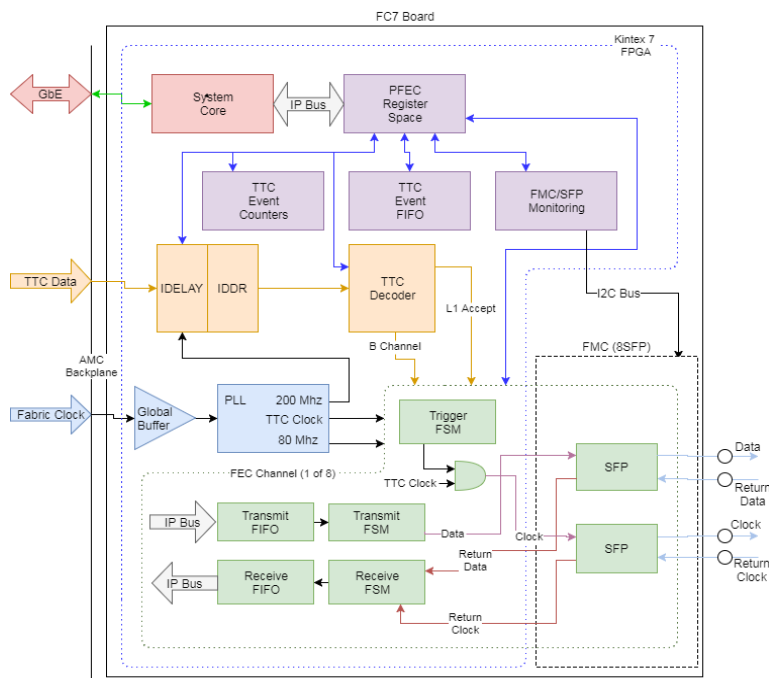 FC7 Board
Kintex 7
FPGA
GbE
System
Core
IP Bus
PFEC
Register
Space
TTC
Event
Counters
TTC
Event
FIFO
FMC/SFP
Monitoring
TTC Data
IDELAY
IDDR
TTC
Decoder
L1 Accept
I2C Bus
B Channel
FMC (8SFP)
AMC
Backplane
Fabric Clock
Global
Buffer
PLL
200 Mhz
TTC Clock
80 Mhz
Trigger
FSM
FEC Channel (1 of 8)
TTC Clock
SFP
Data
Return
Data
IP Bus
Transmit
FIFO
Transmit
FSM
Data
Clock
SFP
Clock
Return
Clock
Return
Data
IP Bus
Receive
FIFO
Receive
FSM
Return
Clock